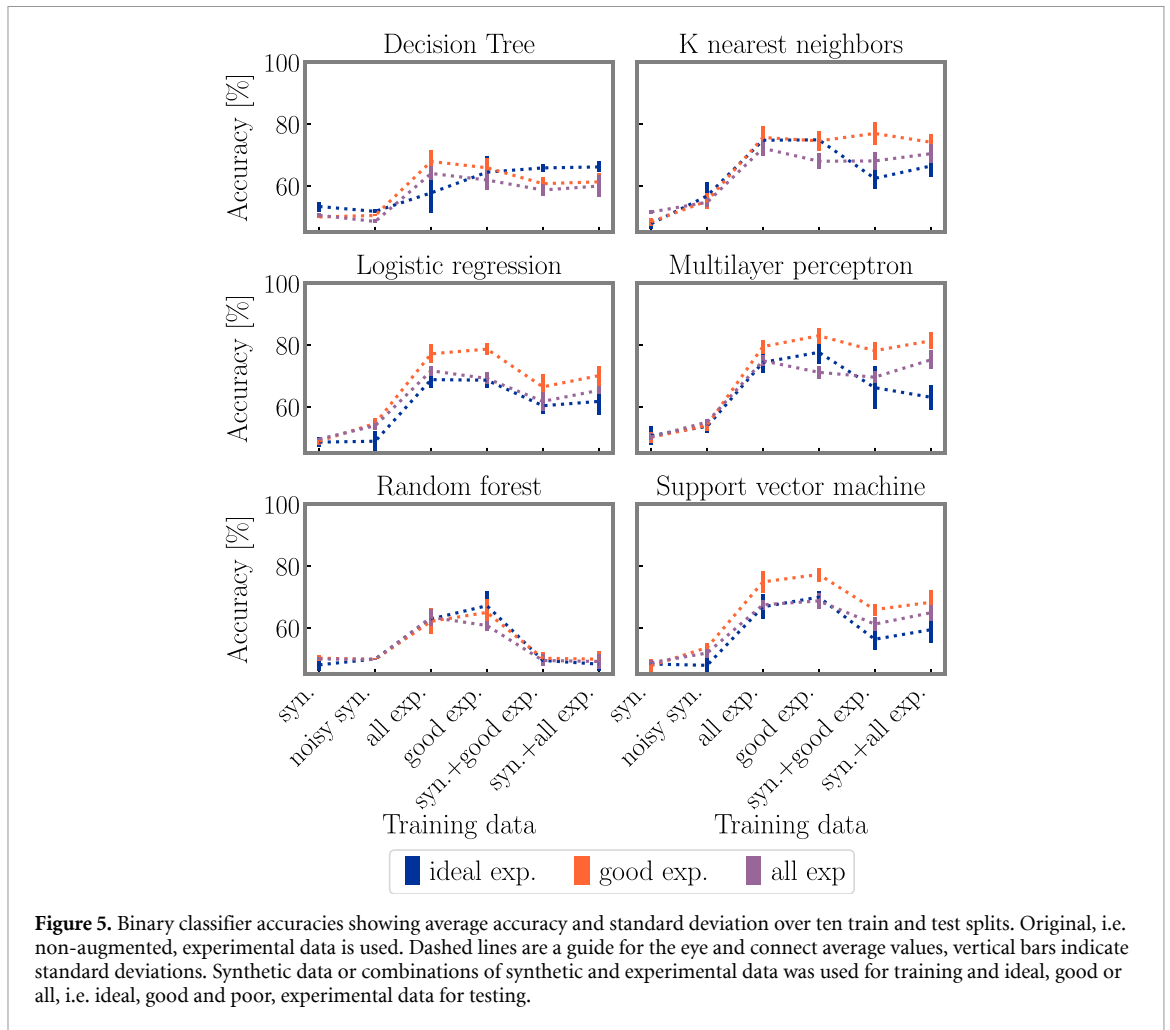 Decision Tree
K nearest neighbors
Accuracy [%]
100
80
60
Logistic regression
Multilayer perceptron
Accuracy [%]
100
80
60
Random forest
Support vector machine
Accuracy [%]
100
80
60
syn.
noisy syn.
all exp.
good exp.
syn.+good exp.
syn.+all exp.
syn.
noisy syn.
all exp.
good exp.
syn.+good exp.
syn.+all exp.
Training data
Training data
ideal exp.
good exp.
all exp
Figure 5. Binary classifier accuracies showing average accuracy and standard deviation over ten train and test splits. Original, i.e.
non-augmented, experimental data is used. Dashed lines are a guide for the eye and connect average values, vertical bars indicate
standard deviations. Synthetic data or combinations of synthetic and experimental data was used for training and ideal, good or
all, i.e. ideal, good and poor, experimental data for testing.